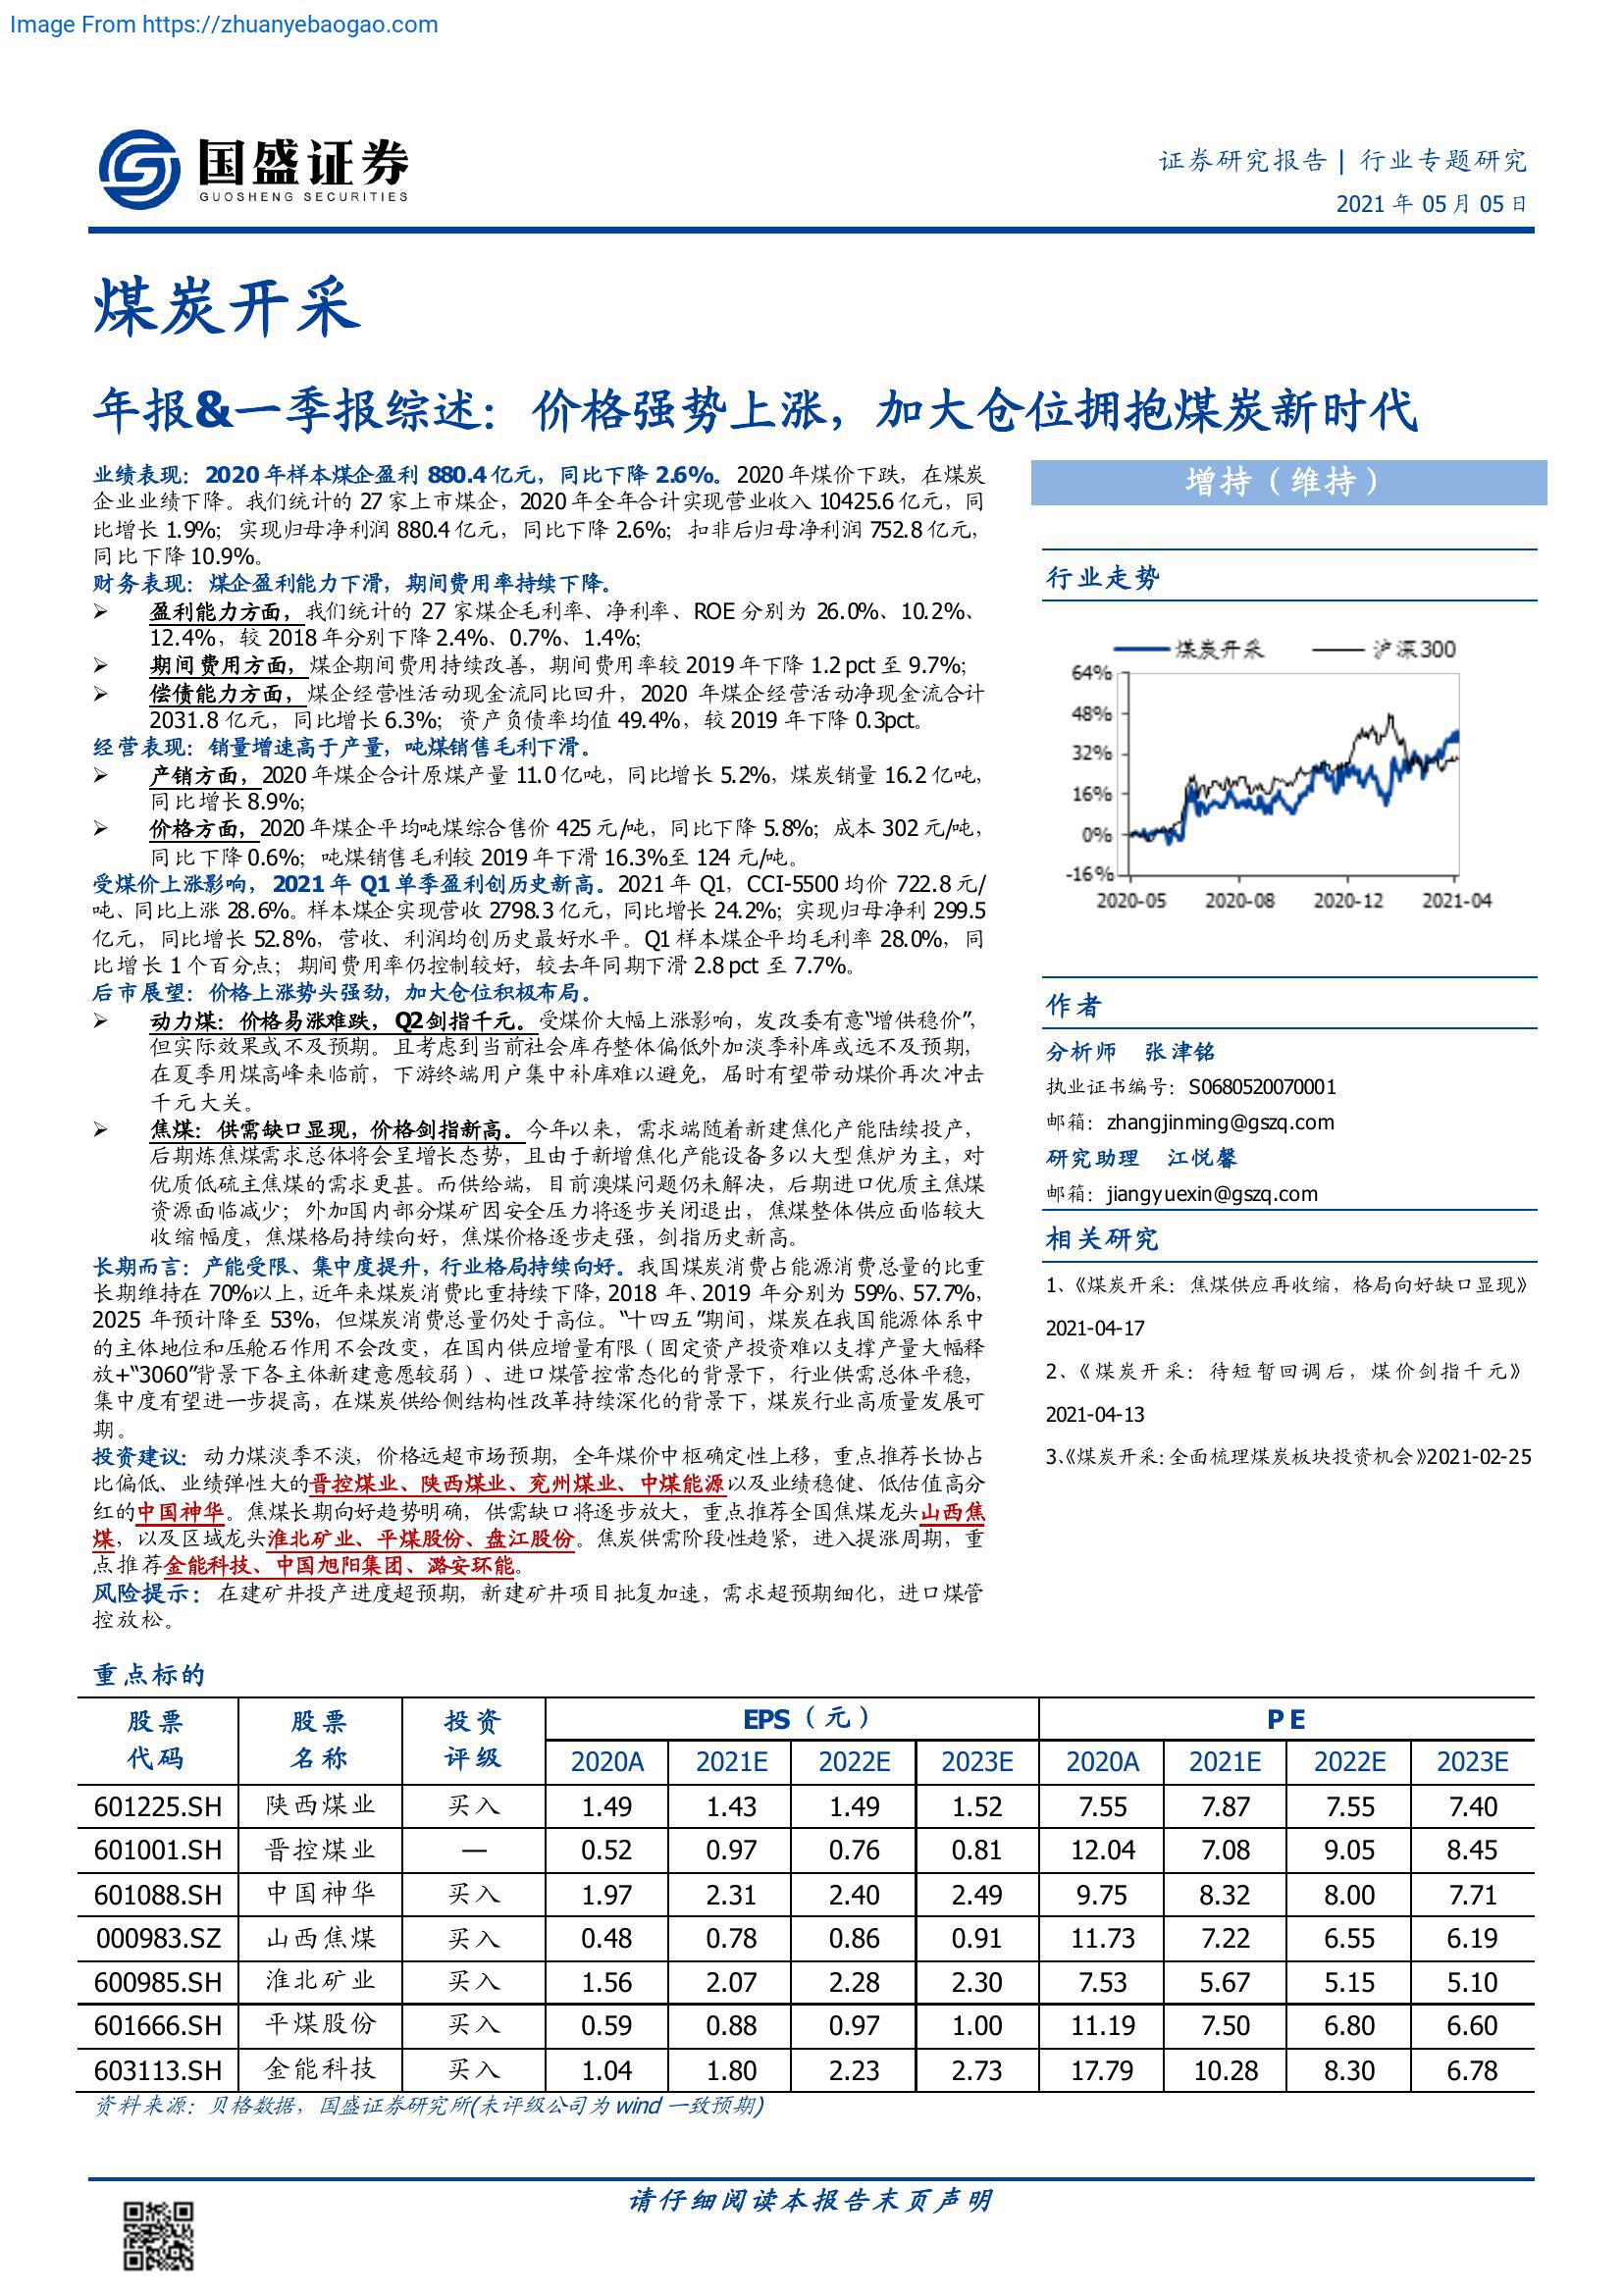 Image From https://zhuanyebaogao.com
国盛证券
GUOSHENG SECURITIES
证券研究报告 | 行业专题研究
2021 年 05 月 05 日
煤炭开采
年报&一季报综述：价格强势上涨，加大仓位拥抱煤炭新时代
业绩表现：2020 年样本煤企盈利 880.4 亿元，同比下降 2.6%。2020 年煤价下跌，在煤炭
企业业绩下降。我们统计的 27 家上市煤企，2020 年全年合计实现营业收入 10425.6 亿元，同
比增长 1.9%；实现归母净利润 880.4 亿元，同比下降 2.6%；扣非后归母净利润 752.8 亿元，
同比下降 10.9%。
财务表现：煤企盈利能力下滑，期间费用率持续下降。
➢ 盈利能力方面，我们统计的 27 家煤企毛利率、净利率、ROE 分别为 26.0%、10.2%、
12.4%，较 2018 年分别下降 2.4%、0.7%、1.4%；
➢ 期间费用方面，煤企期间费用持续改善，期间费用率较 2019 年下降 1.2 pct 至 9.7%；
➢ 偿债能力方面，煤企经营性活动现金流同比回升，2020 年煤企经营活动净现金流合计
2031.8 亿元，同比增长 6.3%；资产负债率均值 49.4%，较 2019 年下降 0.3pct。
经营表现：销量增速高于产量，吨煤销售毛利下滑。
➢ 产销方面，2020 年煤企合计原煤产量 11.0 亿吨，同比增长 5.2%，煤炭销量 16.2 亿吨，
同比增长 8.9%；
➢ 价格方面，2020 年煤企平均吨煤综合售价 425 元/吨，同比下降 5.8%；成本 302 元/吨，
同比下降 0.6%；吨煤销售毛利较 2019 年下滑 16.3%至 124 元/吨。
受煤价上涨影响，2021 年 Q1 单季盈利创历史新高。2021 年 Q1，CCI-5500 均价 722.8 元/
吨、同比上涨 28.6%。样本煤企实现营收 2798.3 亿元，同比增长 24.2%；实现归母净利 299.5
亿元，同比增长 52.8%，营收、利润均创历史最好水平。Q1 样本煤企平均毛利率 28.0%，同
比增长 1 个百分点；期间费用率仍控制较好，较去年同期下滑 2.8 pct 至 7.7%。
后市展望：价格上涨势头强劲，加大仓位积极布局。
➢ 动力煤：价格易涨难跌，Q2 剑指千元。受煤价大幅上涨影响，发改委有意“增供稳价”，
但实际效果或不及预期。且考虑到当前社会库存整体偏低外加淡季补库或远不及预期，
在夏季用煤高峰来临前，下游终端用户集中补库难以避免，届时有望带动煤价再次冲击
千元大关。
➢ 焦煤：供需缺口显现，价格剑指新高。今年以来，需求端随着新建焦化产能陆续投产，
后期炼焦煤需求总体将会呈增长态势，且由于新增焦化产能设备多以大型焦炉为主，对
优质低硫主焦煤的需求更甚。而供给端，目前澳煤问题仍未解决，后期进口优质主焦煤
资源面临减少；外加国内部分煤矿因安全压力将逐步关闭退出，焦煤整体供应面临较大
收缩幅度，焦煤格局持续向好，焦煤价格逐步走强，剑指历史新高。
长期而言：产能受限、集中度提升，行业格局持续向好。我国煤炭消费占能源消费总量的比重
长期维持在 70%以上，近年来煤炭消费比重持续下降，2018 年、2019 年分别为 59%、57.7%，
2025 年预计降至 53%，但煤炭消费总量仍处于高位。“十四五”期间，煤炭在我国能源体系中
的主体地位和压舱石作用不会改变，在国内供应增量有限（固定资产投资难以支撑产量大幅释
放+“3060”背景下各主体新建意愿较弱）、进口煤管控常态化的背景下，行业供需总体平稳，
集中度有望进一步提高，在煤炭供给侧结构性改革持续深化的背景下，煤炭行业高质量发展可
期。
投资建议：动力煤淡季不淡，价格远超市场预期，全年煤价中枢确定性上移，重点推荐长协占
比偏低、业绩弹性大的晋控煤业、陕西煤业、兖州煤业、中煤能源以及业绩稳健、低估值高分
红的中国神华。焦煤长期向好趋势明确，供需缺口将逐步放大，重点推荐全国焦煤龙头山西焦
煤，以及区域龙头淮北矿业、平煤股份、盘江股份。焦炭供需阶段性趋紧，进入提涨周期，重
点推荐金能科技、中国旭阳集团、潞安环能。
风险提示：在建矿井投产进度超预期，新建矿井项目批复加速，需求超预期细化，进口煤管
控放松。
增持（维持）
行业走势
煤炭开采 沪深300
64%
48%
32%
16%
0%
-16%
2020-05 2020-08 2020-12 2021-04
作者
分析师 张津铭
执业证书编号：S0680520070001
邮箱：zhangjinming@gszq.com
研究助理 江悦馨
邮箱：jiangyuexin@gszq.com
相关研究
1、《煤炭开采：焦煤供应再收缩，格局向好缺口显现》
2021-04-17
2、《煤炭开采：待短暂回调后，煤价剑指千元》
2021-04-13
3、《煤炭开采：全面梳理煤炭板块投资机会》2021-02-25
重点标的
股票 股票 投资 EPS（元） P E
代码 名称 评级 2020A 2021E 2022E 2023E 2020A 2021E 2022E 2023E
601225.SH 陕西煤业 买入 1.49 1.43 1.49 1.52 7.55 7.87 7.55 7.40
601001.SH 晋控煤业 — 0.52 0.97 0.76 0.81 12.04 7.08 9.05 8.45
601088.SH 中国神华 买入 1.97 2.31 2.40 2.49 9.75 8.32 8.00 7.71
000983.SZ 山西焦煤 买入 0.48 0.78 0.86 0.91 11.73 7.22 6.55 6.19
600985.SH 淮北矿业 买入 1.56 2.07 2.28 2.30 7.53 5.67 5.15 5.10
601666.SH 平煤股份 买入 0.59 0.88 0.97 1.00 11.19 7.50 6.80 6.60
603113.SH 金能科技 买入 1.04 1.80 2.23 2.73 17.79 10.28 8.30 6.78
资料来源：贝格数据，国盛证券研究所(未评级公司为 wind 一致预期)
请仔细阅读本报告末页声明